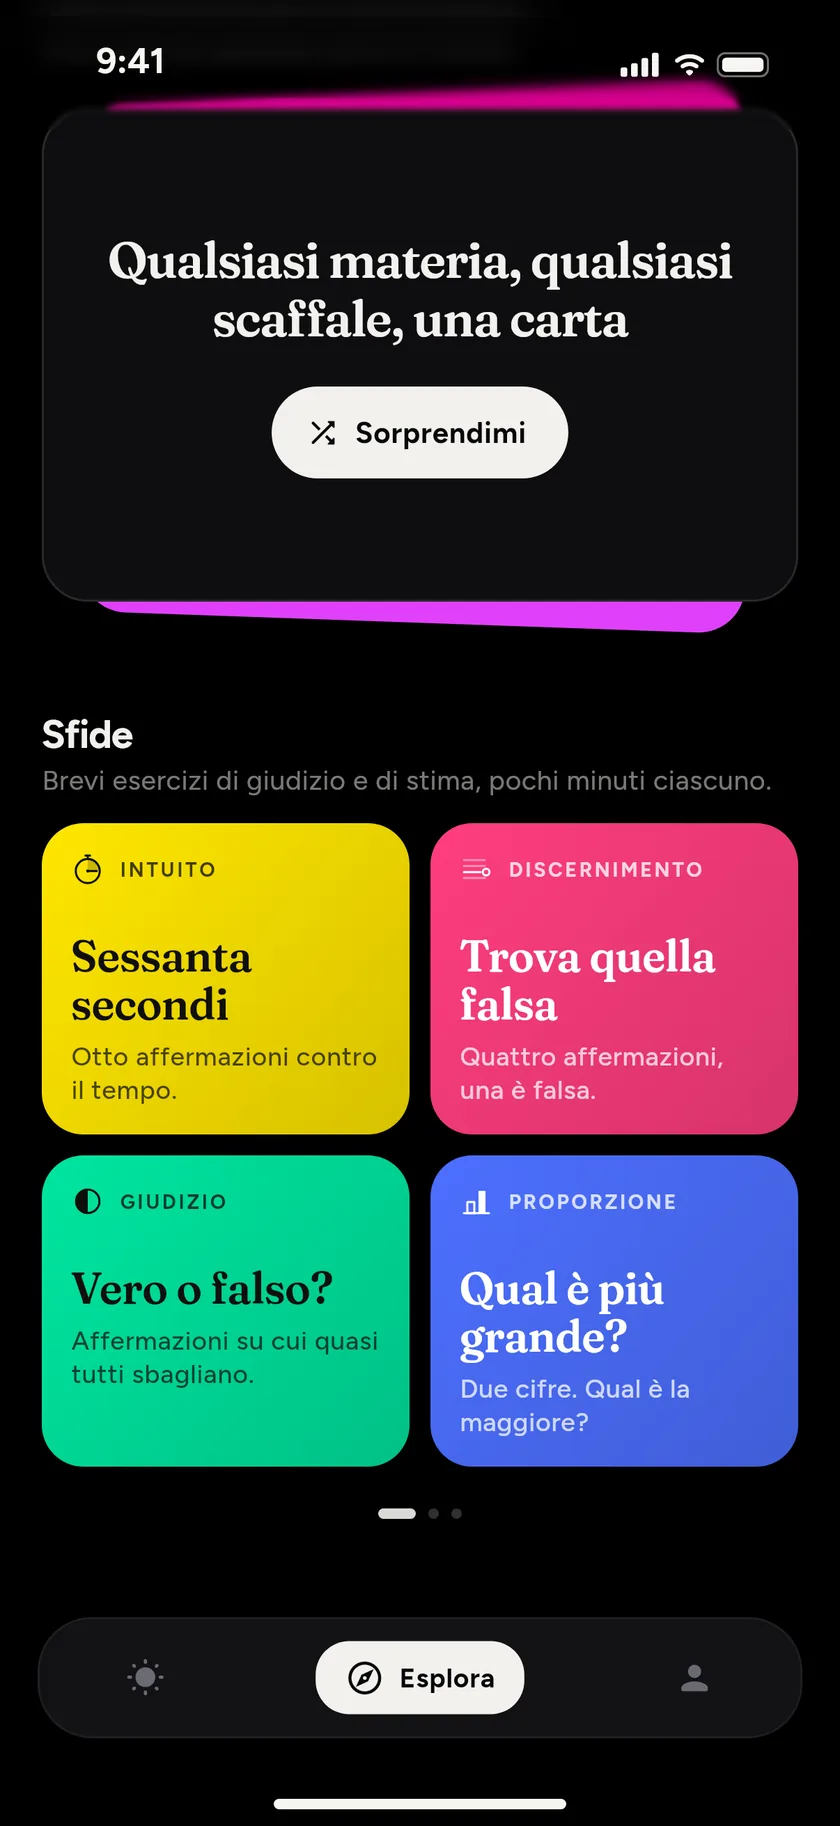 9:41
Qualsiasi materia, qualsiasi
scaffale, una carta
Sorprendimi
Sfide
Brevi esercizi di giudizio e di stima, pochi minuti ciascuno.
INTUITO
Sessanta
secondi
Otto affermazioni contro
il tempo.
DISCERNIMENTO
Trova quella
falsa
Quattro affermazioni,
una è falsa.
GIUDIZIO
Vero o falso?
Affermazioni su cui quasi
tutti sbagliano.
PROPORZIONE
Qual è più
grande?
Due cifre. Qual è la
maggiore?
Esplora